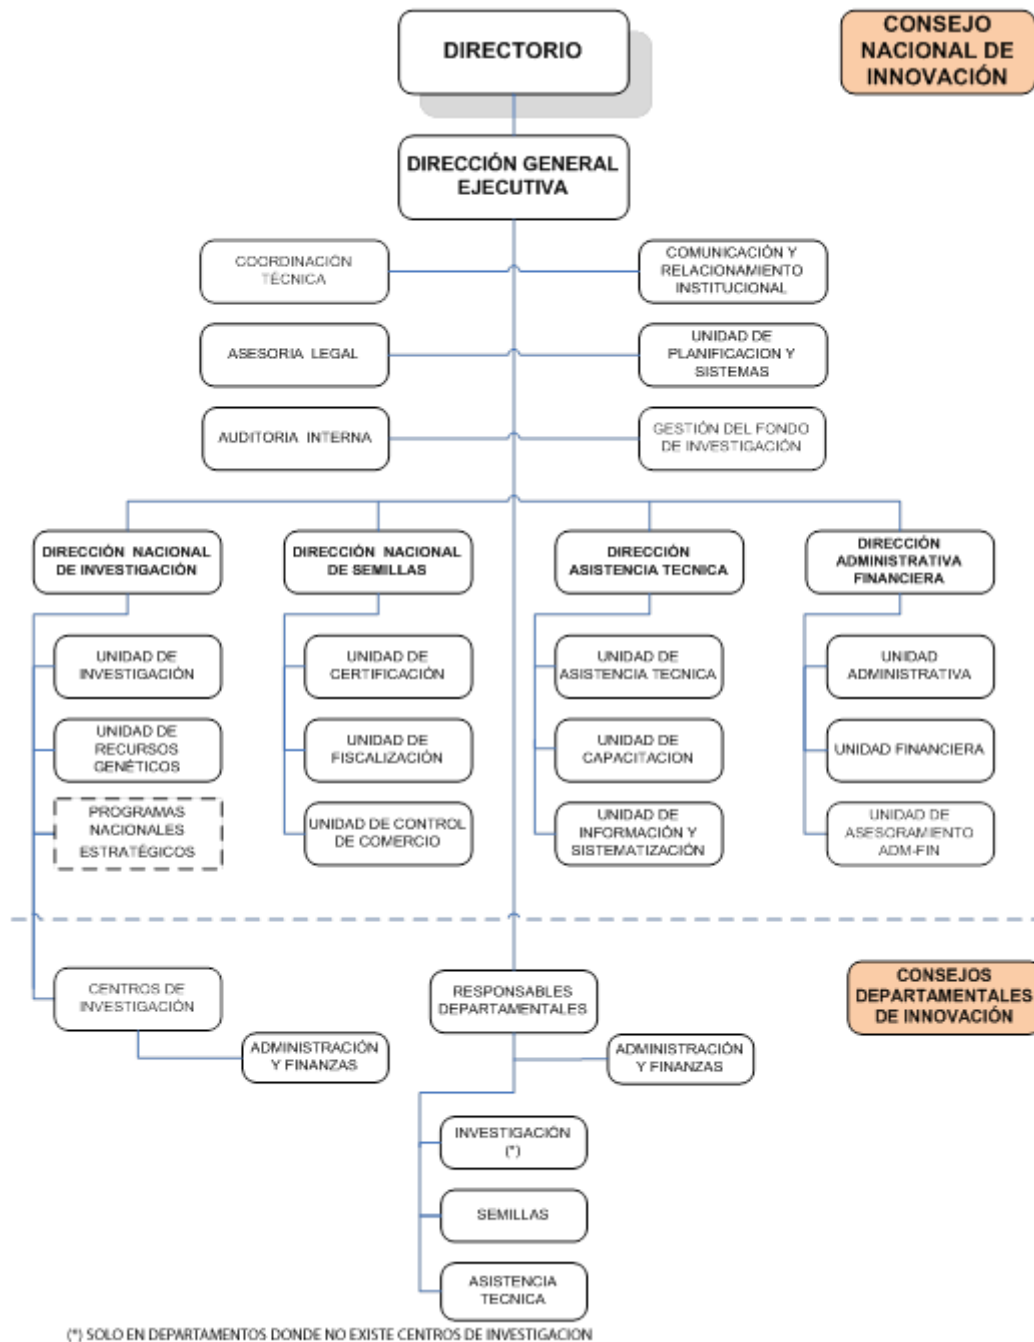 DIRECTORIO
CONSEJO
NACIONAL DE
INNOVACIÓN
DIRECCIÓN GENERAL
EJECUTIVA
COORDINACIÓN
TÉCNICA
COMUNICACIÓN Y
RELACIONAMIENTO
INSTITUCIONAL
ASESORIA LEGAL
UNIDAD DE
PLANIFICACION Y
SISTEMAS
AUDITORIA INTERNA
GESTIÓN DEL FONDO
DE INVESTIGACIÓN
DIRECCIÓN NACIONAL
DE INVESTIGACIÓN
DIRECCIÓN NACIONAL
DE SEMILLAS
DIRECCIÓN
ASISTENCIA TECNICA
DIRECCIÓN
ADMINISTRATIVA
FINANCIERA
UNIDAD DE
INVESTIGACIÓN
UNIDAD DE
CERTIFICACIÓN
UNIDAD DE
ASISTENCIA TECNICA
UNIDAD
ADMINISTRATIVA
UNIDAD DE
RECURSOS
GENÉTICOS
UNIDAD DE
FISCALIZACIÓN
UNIDAD DE
CAPACITACION
UNIDAD FINANCIERA
PROGRAMAS
NACIONALES
ESTRATÉGICOS
UNIDAD DE CONTROL
DE COMERCIO
UNIDAD DE
INFORMACIÓN Y
SISTEMATIZACIÓN
UNIDAD DE
ASESORAMIENTO
ADM-FIN
CENTROS DE
INVESTIGACIÓN
RESPONSABLES
DEPARTAMENTALES
CONSEJOS
DEPARTAMENTALES
DE INNOVACIÓN
ADMINISTRACIÓN
Y FINANZAS
ADMINISTRACIÓN
Y FINANZAS
INVESTIGACIÓN
(*)
SEMILLAS
ASISTENCIA
TECNICA
(*) SOLO EN DEPARTAMENTOS DONDE NO EXISTE CENTROS DE INVESTIGACION